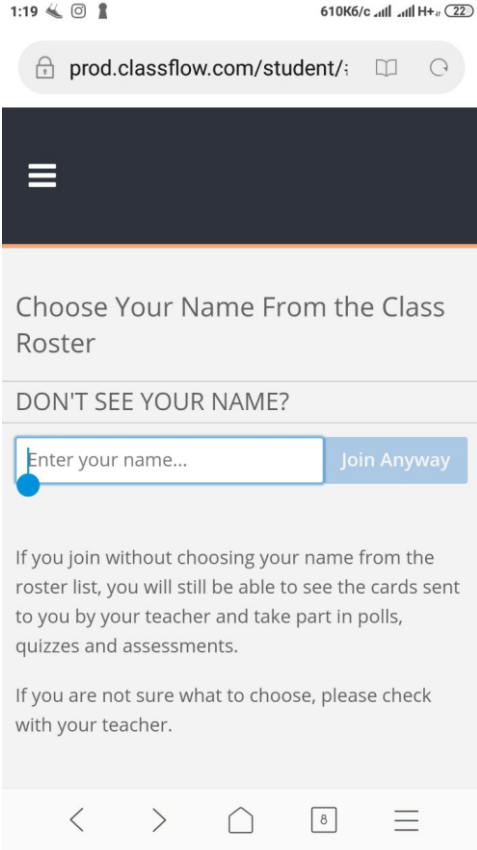 1:19 610Кб/с H+ 22
prod.classflow.com/student/
Choose Your Name From the Class
Roster
DON'T SEE YOUR NAME?
Enter your name... Join Anyway
If you join without choosing your name from the
roster list, you will still be able to see the cards sent
to you by your teacher and take part in polls,
quizzes and assessments.
If you are not sure what to choose, please check
with your teacher.
8